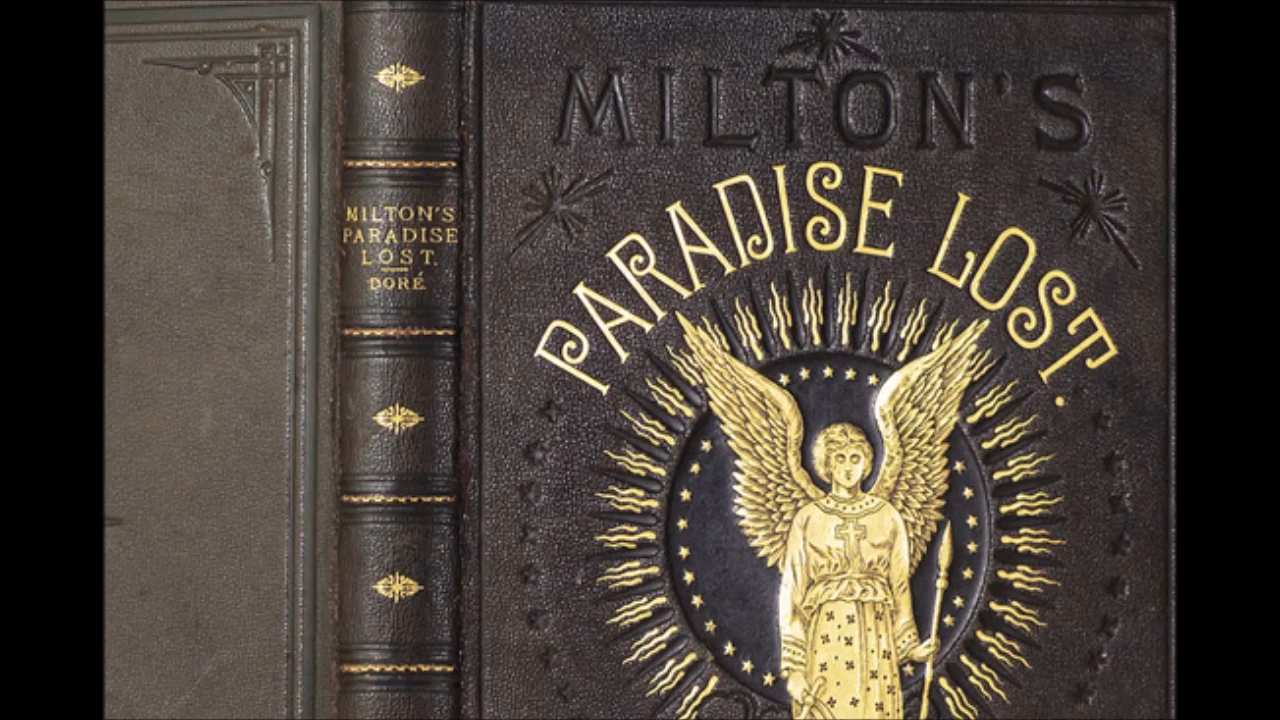 MILTON'S
PARADISE
LOST.
DORÉ
MILTON'S
PARADISE LOST.